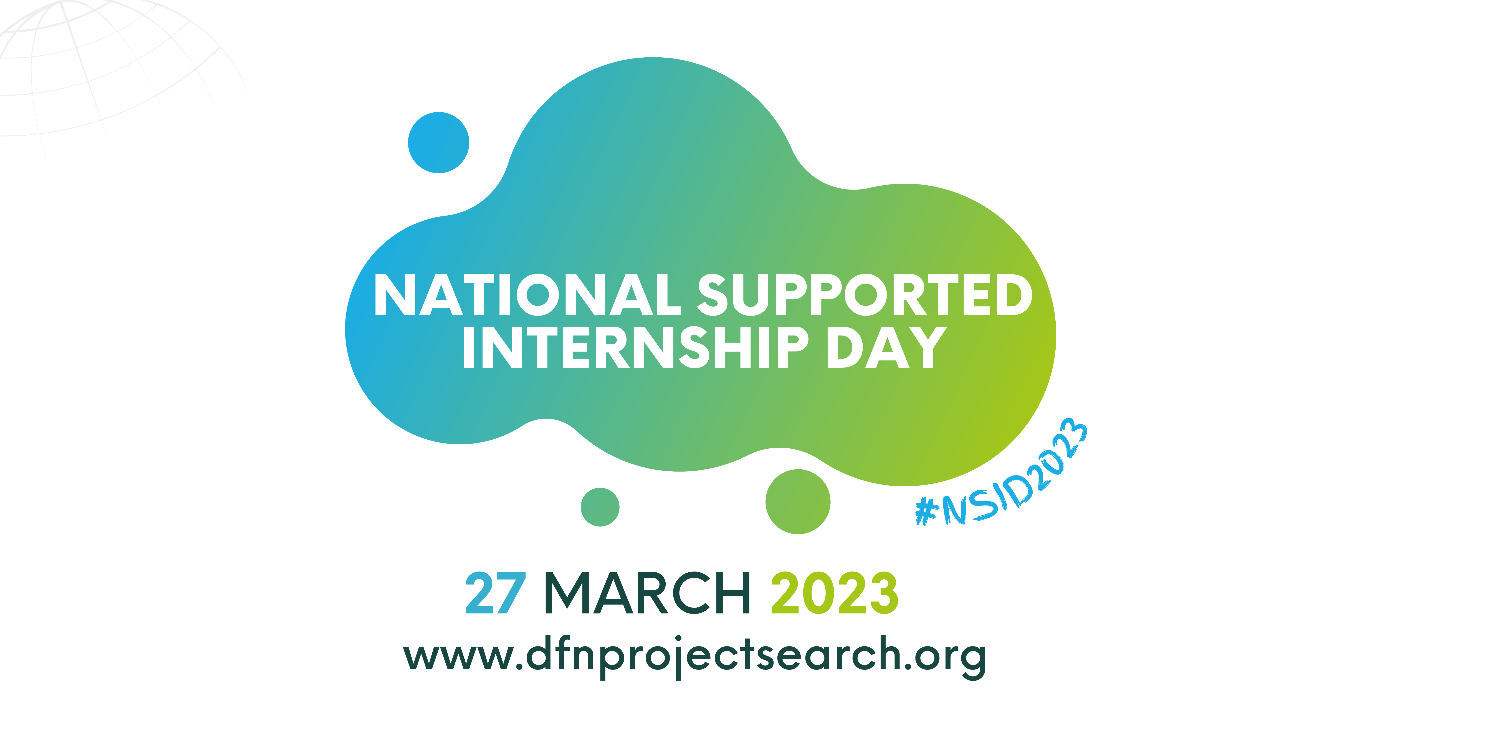 NATIONAL SUPPORTED
INTERNSHIP DAY
#NSID2023
27 MARCH 2023
www.dfnprojectsearch.org